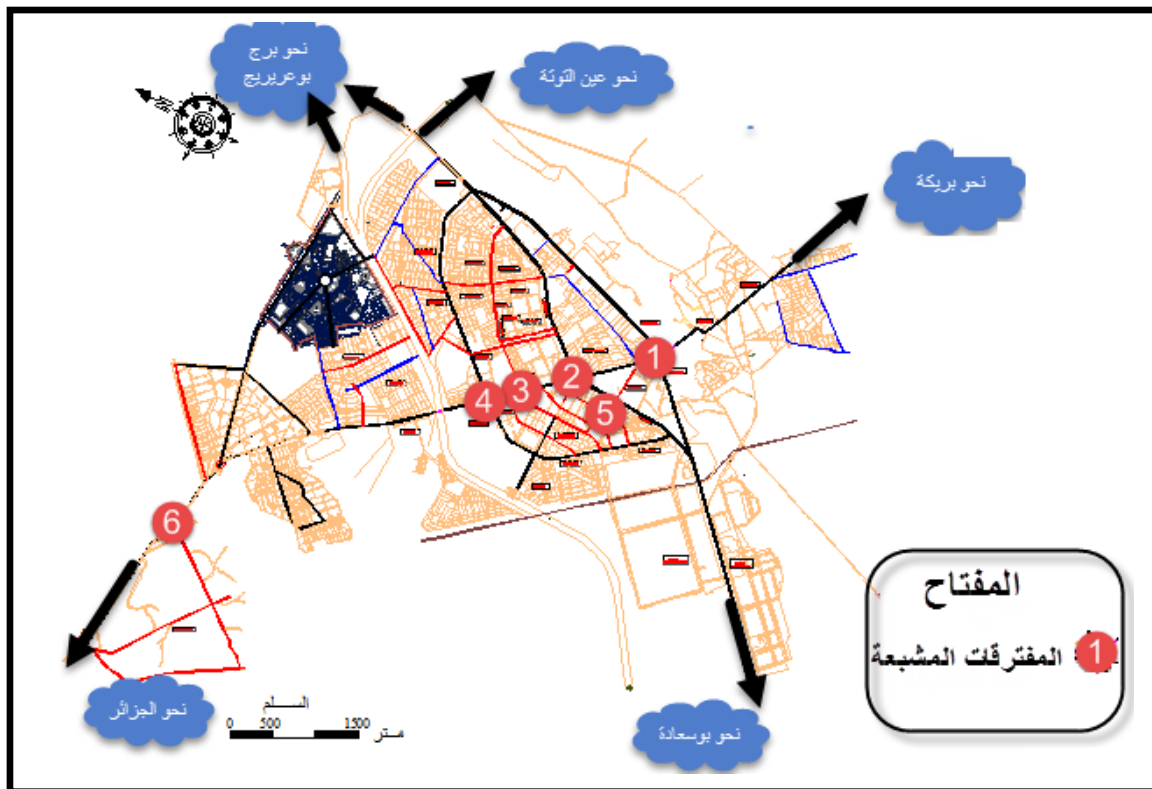 نحو برج
بوعريريج
نحو عين التوتة
نحو بريكة
1
2
3
4
5
6
المفتاح
المفترقات المشبعة
1
نحو الجزائر
السلم
0 500 1500
متر
نحو بوسعادة